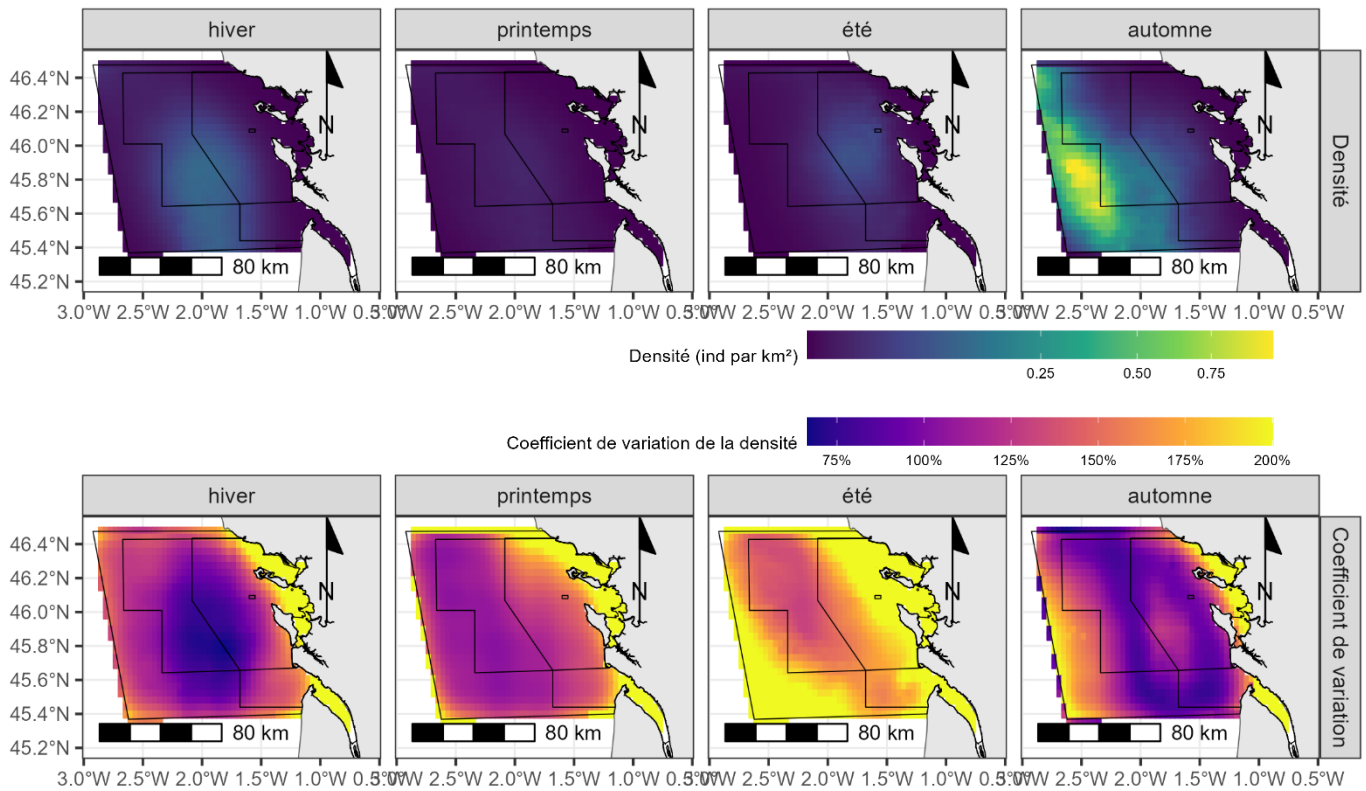 hiver printemps été automne
46.4°N
46.2°N
46.0°N
45.8°N
45.6°N
45.4°N
45.2°N
N N N N
80 km 80 km 80 km 80 km
Densité
3.0°W 2.5°W 2.0°W 1.5°W 1.0°W 0.5°W 2.5°W 2.0°W 1.5°W 1.0°W 2.5°W 2.0°W 1.5°W 1.0°W 2.5°W 2.0°W 1.5°W 1.0°W 0.5°W
Densité (ind par km²)
0.25 0.50 0.75
Coefficient de variation de la densité
75% 100% 125% 150% 175% 200%
hiver printemps été automne
46.4°N
46.2°N
46.0°N
45.8°N
45.6°N
45.4°N
45.2°N
N N N N
80 km 80 km 80 km 80 km
Coefficient de variation
3.0°W 2.5°W 2.0°W 1.5°W 1.0°W 0.5°W 2.5°W 2.0°W 1.5°W 1.0°W 2.5°W 2.0°W 1.5°W 1.0°W 2.5°W 2.0°W 1.5°W 1.0°W 0.5°W